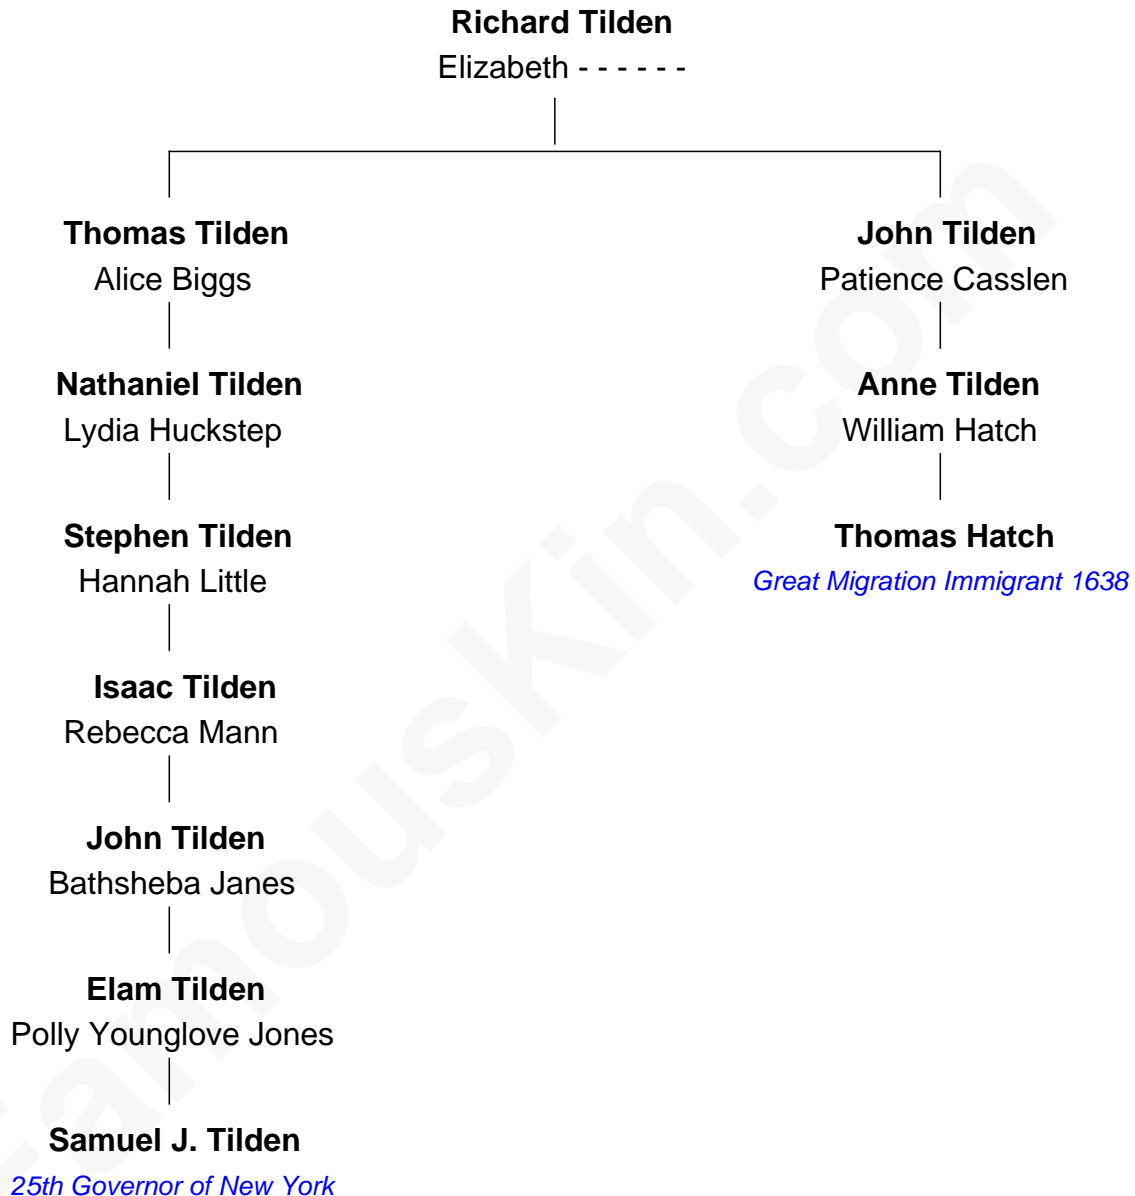 Richard Tilden
Elizabeth - - - - - -
Thomas Tilden
Alice Biggs
Nathaniel Tilden
Lydia Huckstep
Stephen Tilden
Hannah Little
Isaac Tilden
Rebecca Mann
John Tilden
Bathsheba Janes
Elam Tilden
Polly Younglove Jones
Samuel J. Tilden
25th Governor of New York
John Tilden
Patience Casslen
Anne Tilden
William Hatch
Thomas Hatch
Great Migration Immigrant 1638
FamousKin.com